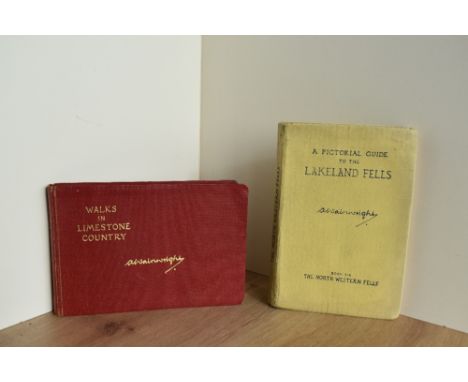 WALKS
IN
LIMESTONE
COUNTRY
AWainwright
A PICTORIAL GUIDE
TO THE
LAKELAND FELLS
AWainwright
BOOK SIX
THE NORTH WESTERN FELLS